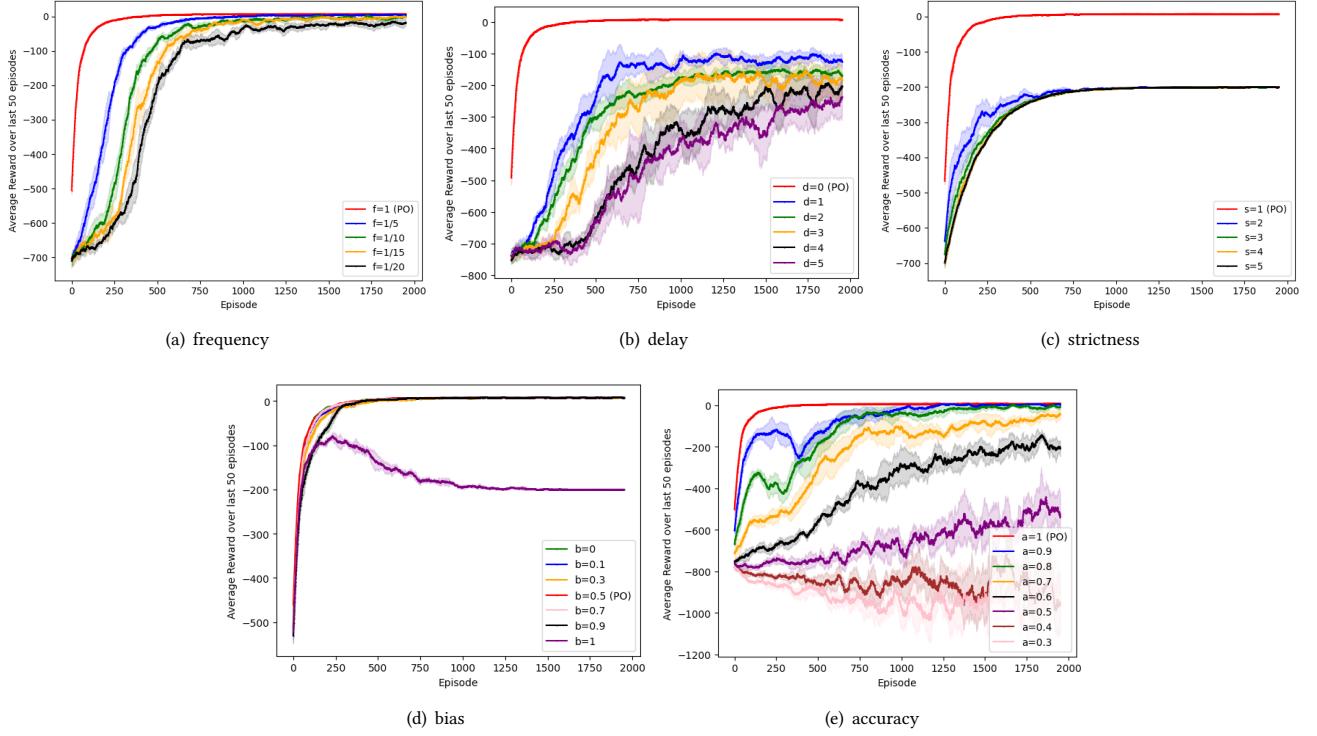 Average Reward over last 50 episodes
0
−100
−200
−300
−400
−500
−600
−700
f=1 (PO)
f=1/5
f=1/10
f=1/15
f=1/20
0 250 500 750 1000 1250 1500 1750 2000
Episode
(a) frequency
Average Reward over last 50 episodes
0
−100
−200
−300
−400
−500
−600
−700
−800
d=0 (PO)
d=1
d=2
d=3
d=4
d=5
0 250 500 750 1000 1250 1500 1750 2000
Episode
(b) delay
Average Reward over last 50 episodes
0
−100
−200
−300
−400
−500
−600
−700
s=1 (PO)
s=2
s=3
s=4
s=5
0 250 500 750 1000 1250 1500 1750 2000
Episode
(c) strictness
Average Reward over last 50 episodes
0
−100
−200
−300
−400
−500
b=0
b=0.1
b=0.3
b=0.5 (PO)
b=0.7
b=0.9
b=1
0 250 500 750 1000 1250 1500 1750 2000
Episode
(d) bias
Average Reward over last 50 episodes
0
−200
−400
−600
−800
−1000
−1200
a=1 (PO)
a=0.9
a=0.8
a=0.7
a=0.6
a=0.5
a=0.4
a=0.3
0 250 500 750 1000 1250 1500 1750 2000
Episode
(e) accuracy